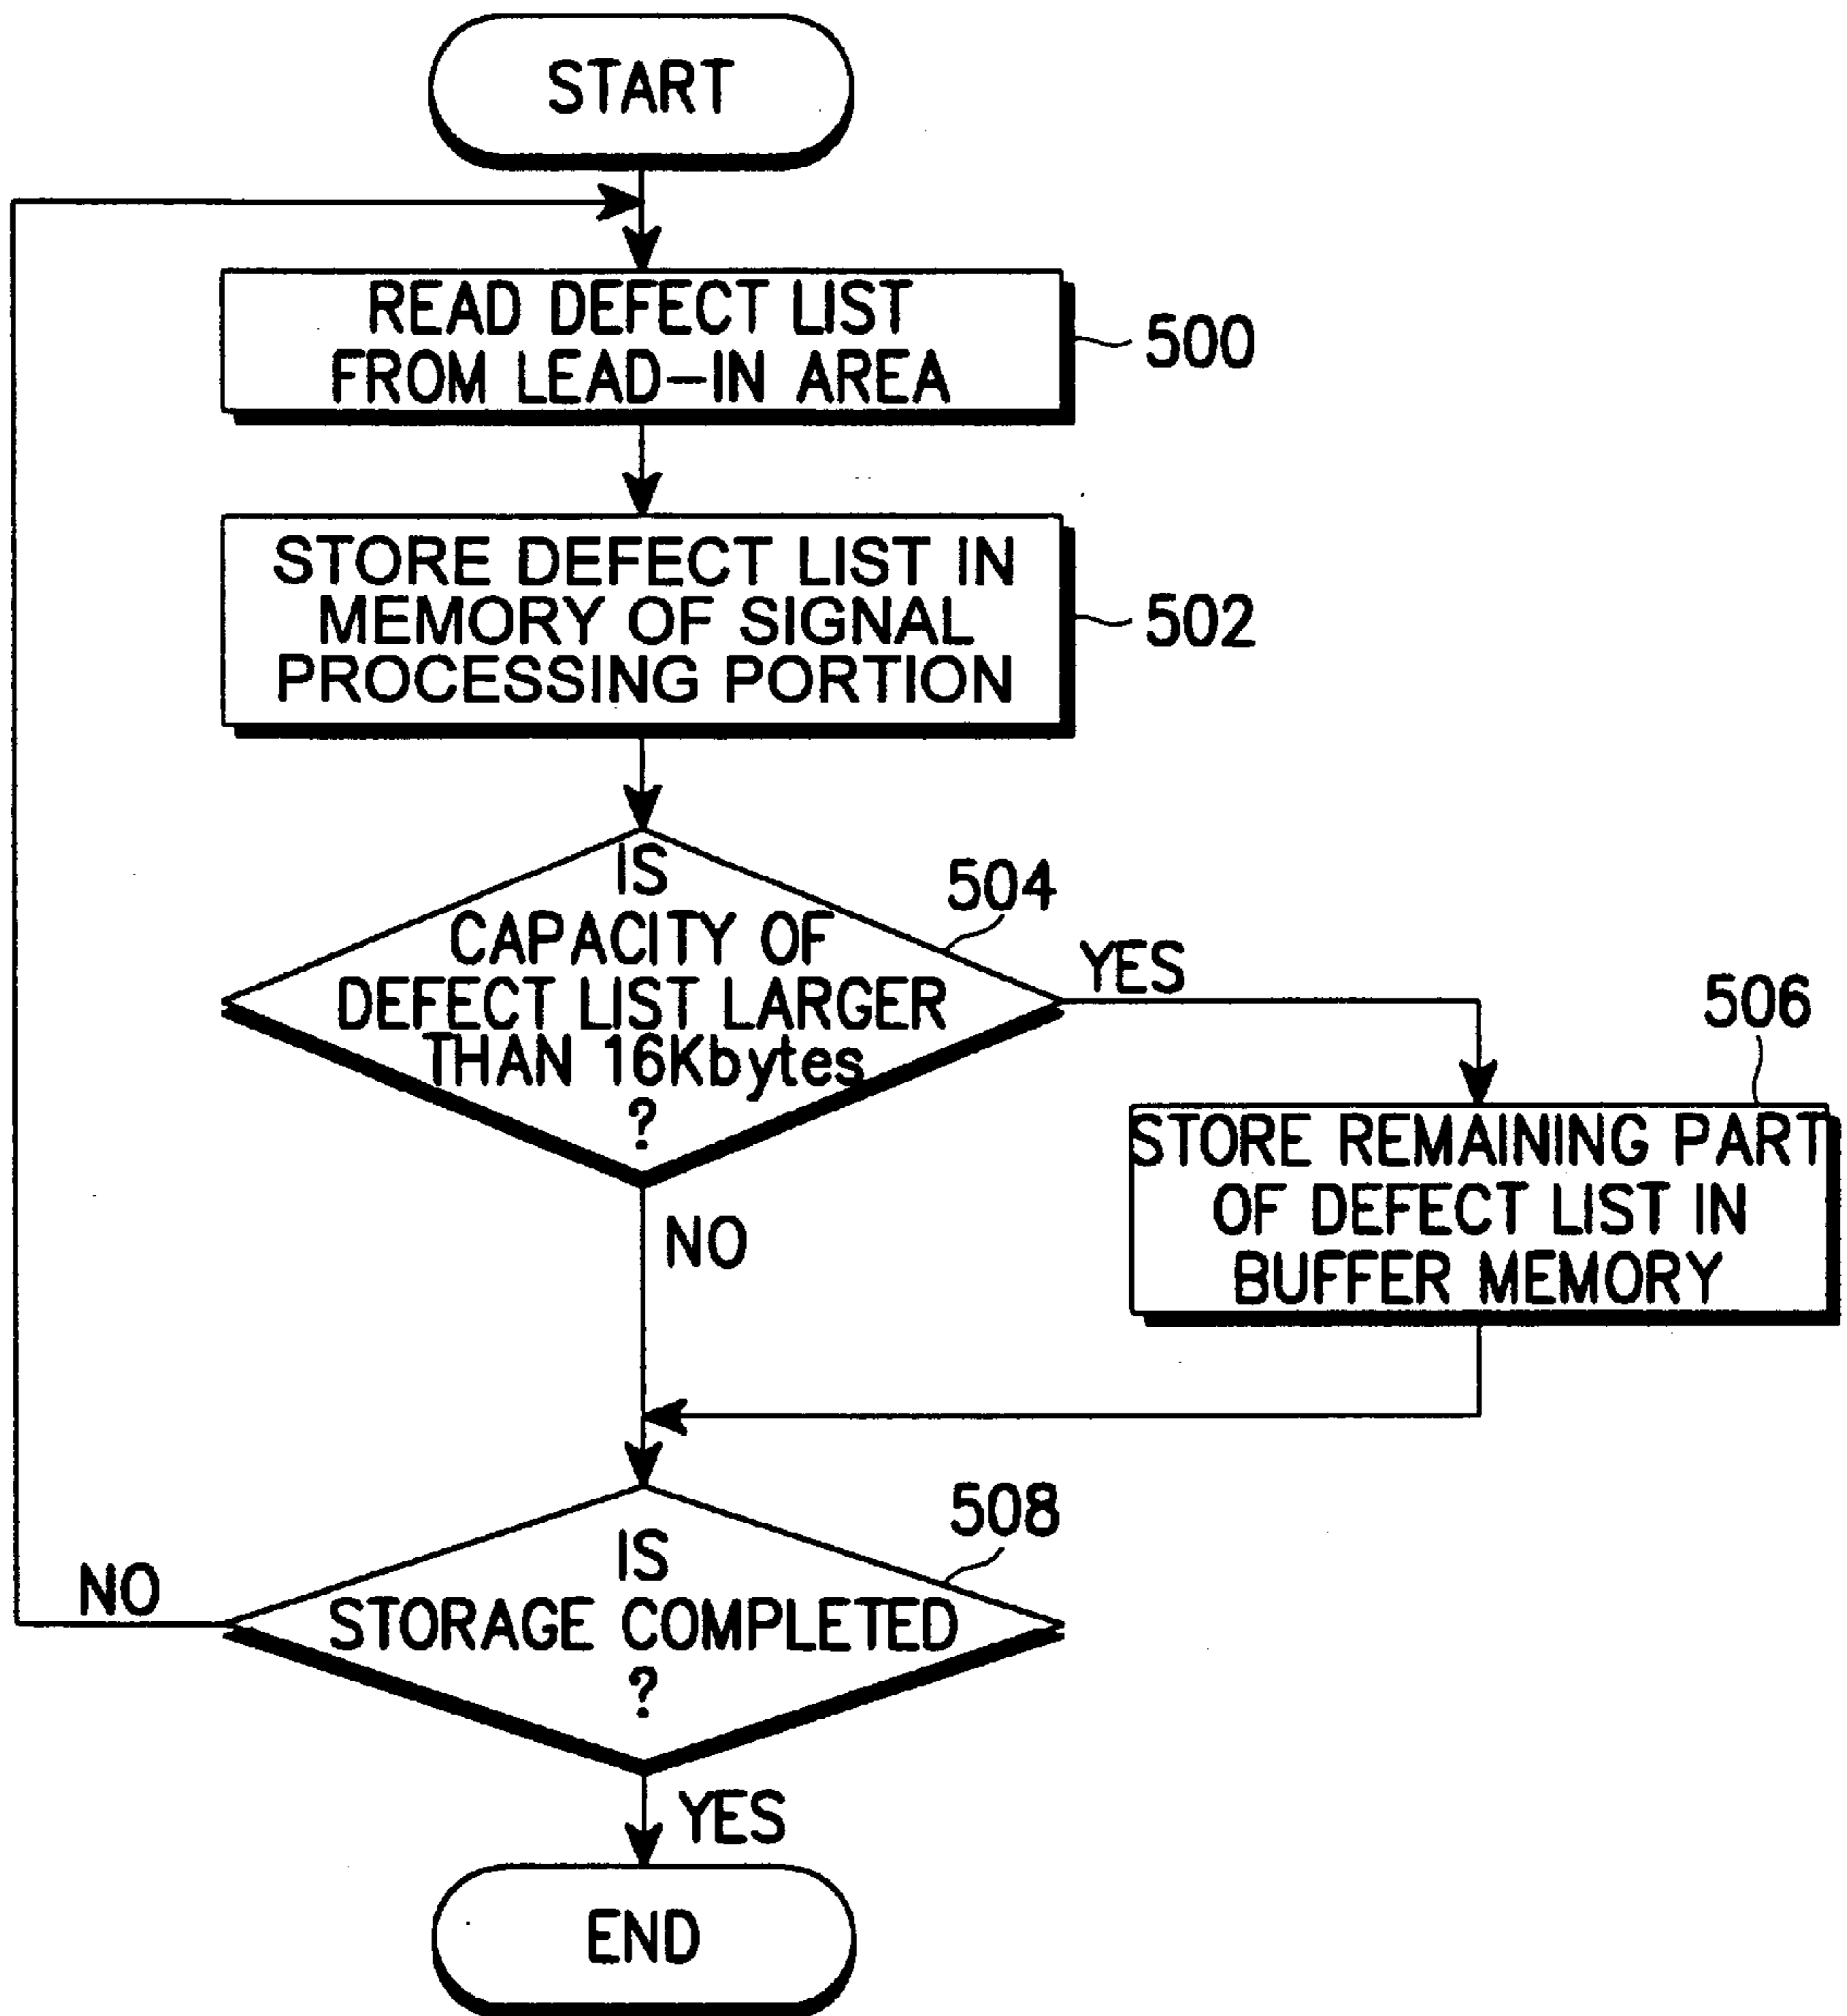 START
READ DEFECT LIST
FROM LEAD-IN AREA
500
STORE DEFECT LIST IN
MEMORY OF SIGNAL
PROCESSING PORTION
502
IS
CAPACITY OF
DEFECT LIST LARGER
THAN 16Kbytes
?
504
YES
506
STORE REMAINING PART
OF DEFECT LIST IN
BUFFER MEMORY
NO
508
IS
STORAGE COMPLETED
?
NO
YES
END